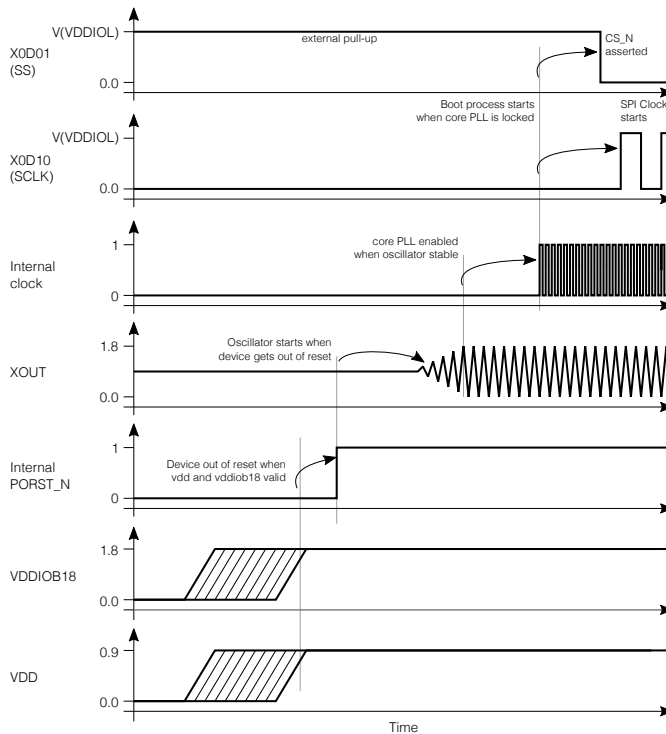 V(VDDIOL)
external pull-up
CS_N
asserted
X0D01
(SS)
0.0
Boot process starts
when core PLL is locked
SPI Clock
starts
V(VDDIOL)
X0D10
(SCLK)
0.0
core PLL enabled
when oscillator stable
1
Internal
clock
0
Oscillator starts when
device gets out of reset
1.8
XOUT
0.0
1
Device out of reset when
vdd and vddiob18 valid
Internal
PORST_N
0
1.8
VDDIOB18
0.0
0.9
VDD
0.0
Time